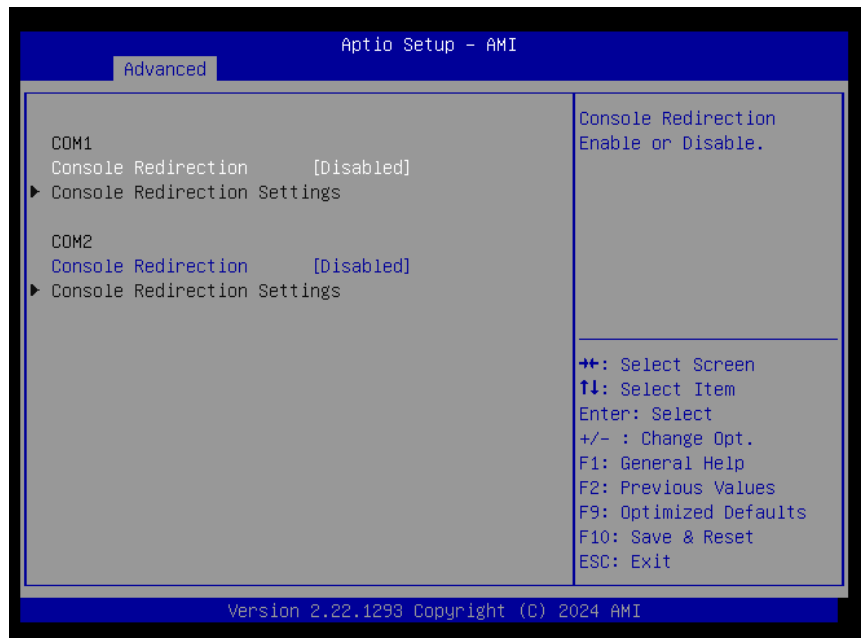 Aptio Setup – AMI
Advanced
COM1
Console Redirection [Disabled]
▶ Console Redirection Settings
COM2
Console Redirection [Disabled]
▶ Console Redirection Settings
Console Redirection
Enable or Disable.
→←: Select Screen
↑↓: Select Item
Enter: Select
+/- : Change Opt.
F1: General Help
F2: Previous Values
F9: Optimized Defaults
F10: Save & Reset
ESC: Exit
Version 2.22.1293 Copyright (C) 2024 AMI